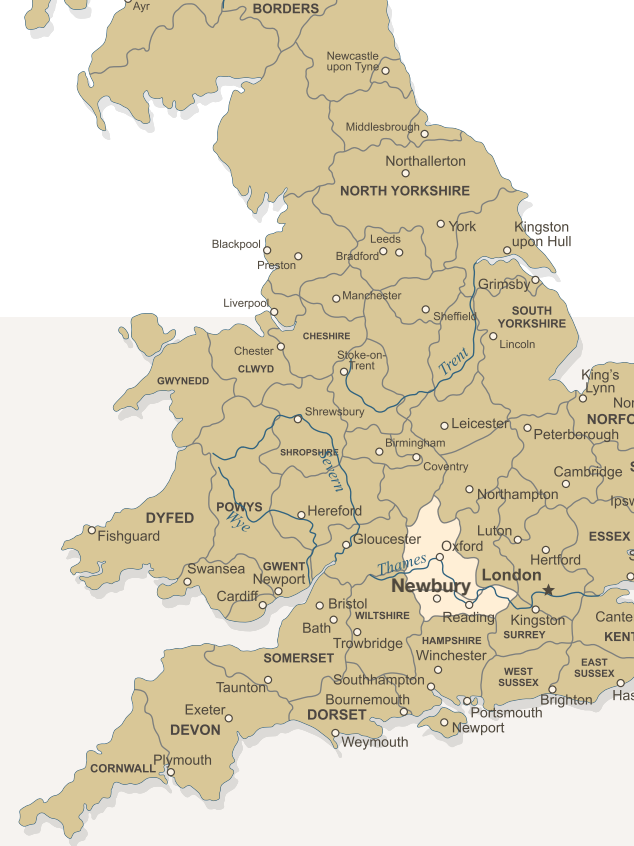 Ayr
BORDERS
Newcastle
upon Tyne
Middlesbrough
Northallerton
NORTH YORKSHIRE
York
Kingston
upon Hull
Leeds
Bradford
Blackpool
Preston
Grimsby
Manchester
Liverpool
Sheffield
SOUTH
YORKSHIRE
CHESHIRE
Lincoln
Chester
Stoke-on-
Trent
Trent
CLWYD
GWYNEDD
King's
Lynn
Nor
NORFO
Shrewsbury
Leicester
Peterborough
Birmingham
Coventry
SHROPSHIRE
Severn
Cambridge
S
Northampton
Ipsw
POWYS
Wye
Hereford
DYFED
Fishguard
Gloucester
Luton
ESSEX
Oxford
Hertford
S
Thames
Swansea
GWENT
Newport
London
Newbury
Cardiff
Bristol
Bath
WILTSHIRE
Reading
Kingston
SURREY
Cante
KENT
Trowbridge
HAMPSHIRE
Winchester
SOMERSET
WEST
SUSSEX
EAST
SUSSEX
Taunton
Southhampton
Bournemouth
Brighton
Has
Exeter
DEVON
DORSET
Portsmouth
Newport
Weymouth
Plymouth
CORNWALL